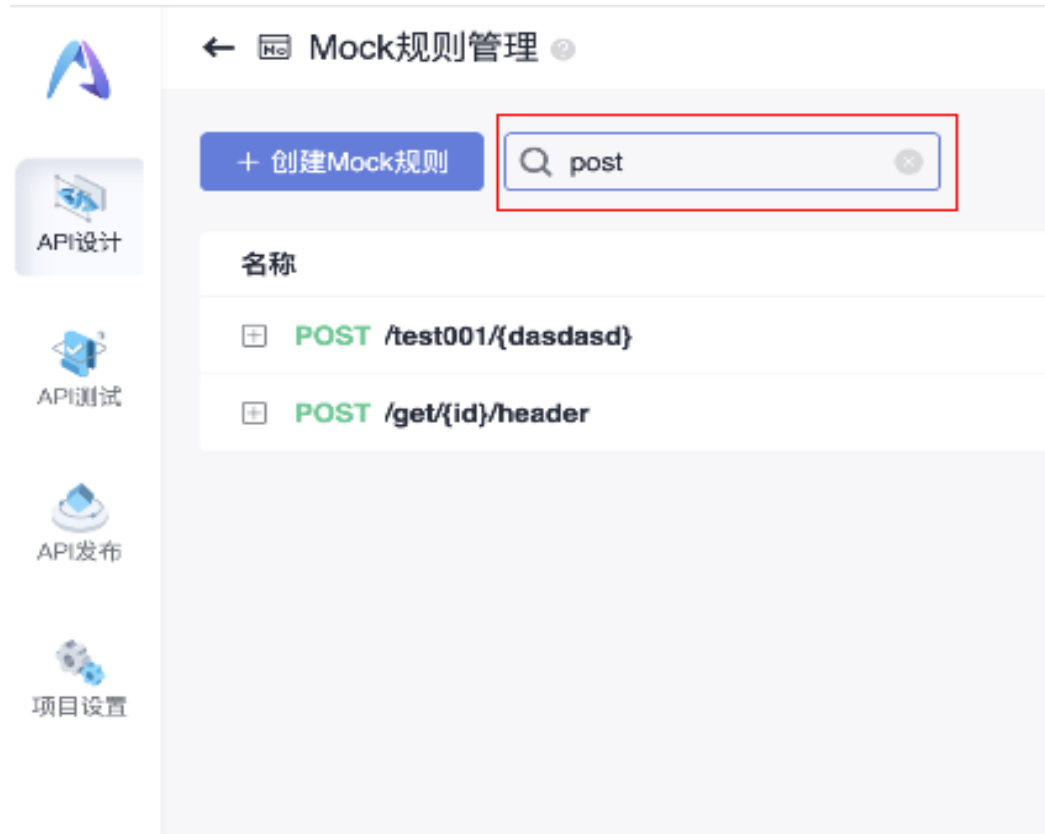 Mock规则管理
+ 创建Mock规则
post
名称
POST /test001/{dasdasd}
POST /get/{id}/header
API设计
API测试
API发布
项目设置